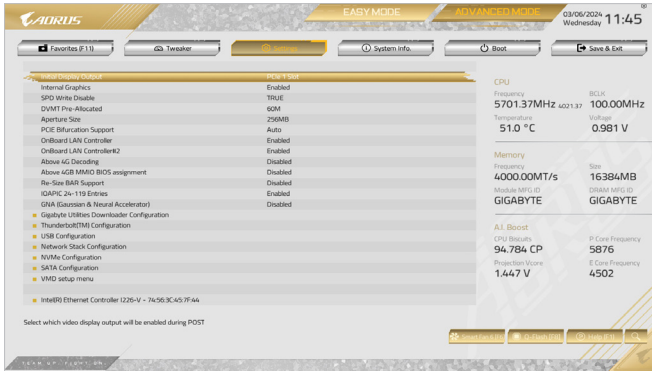 AORUS
EASY MODE
ADVANCED MODE
03/06/2024
Wednesday
11:45
Favorites (F11)
Tweaker
Settings
System Info.
Boot
Save & Exit
Initial Display Output PCIe 1 Slot
Internal Graphics Enabled
SPD Write Disable TRUE
DVMT Pre-Allocated 60M
Aperture Size 256MB
PCIE Bifurcation Support Auto
OnBoard LAN Controller Enabled
OnBoard LAN Controller#2 Enabled
Above 4G Decoding Disabled
Above 4GB MMIO BIOS assignment Disabled
Re-Size BAR Support Disabled
IOAPIC 24-119 Entries Enabled
GNA (Gaussian & Neural Accelerator) Disabled
Gigabyte Utilities Downloader Configuration
Thunderbolt(TM) Configuration
USB Configuration
Network Stack Configuration
NVMe Configuration
SATA Configuration
VMD setup menu
Intel(R) Ethernet Controller I226-V - 74:56:3C:45:7F:44
CPU
Frequency BCLK
5701.37MHz 4021.37 100.00MHz
Temperature Voltage
51.0 °C 0.981 V
Memory
Frequency Size
4000.00MT/s 16384MB
Module MFG ID DRAM MFG ID
GIGABYTE GIGABYTE
A.I. Boost
CPU Biscuits P Core Frequency
94.784 CP 5876
Projection Vcore E Core Frequency
1.447 V 4502
Select which video display output will be enabled during POST
TEAM UP. FIGHT ON.